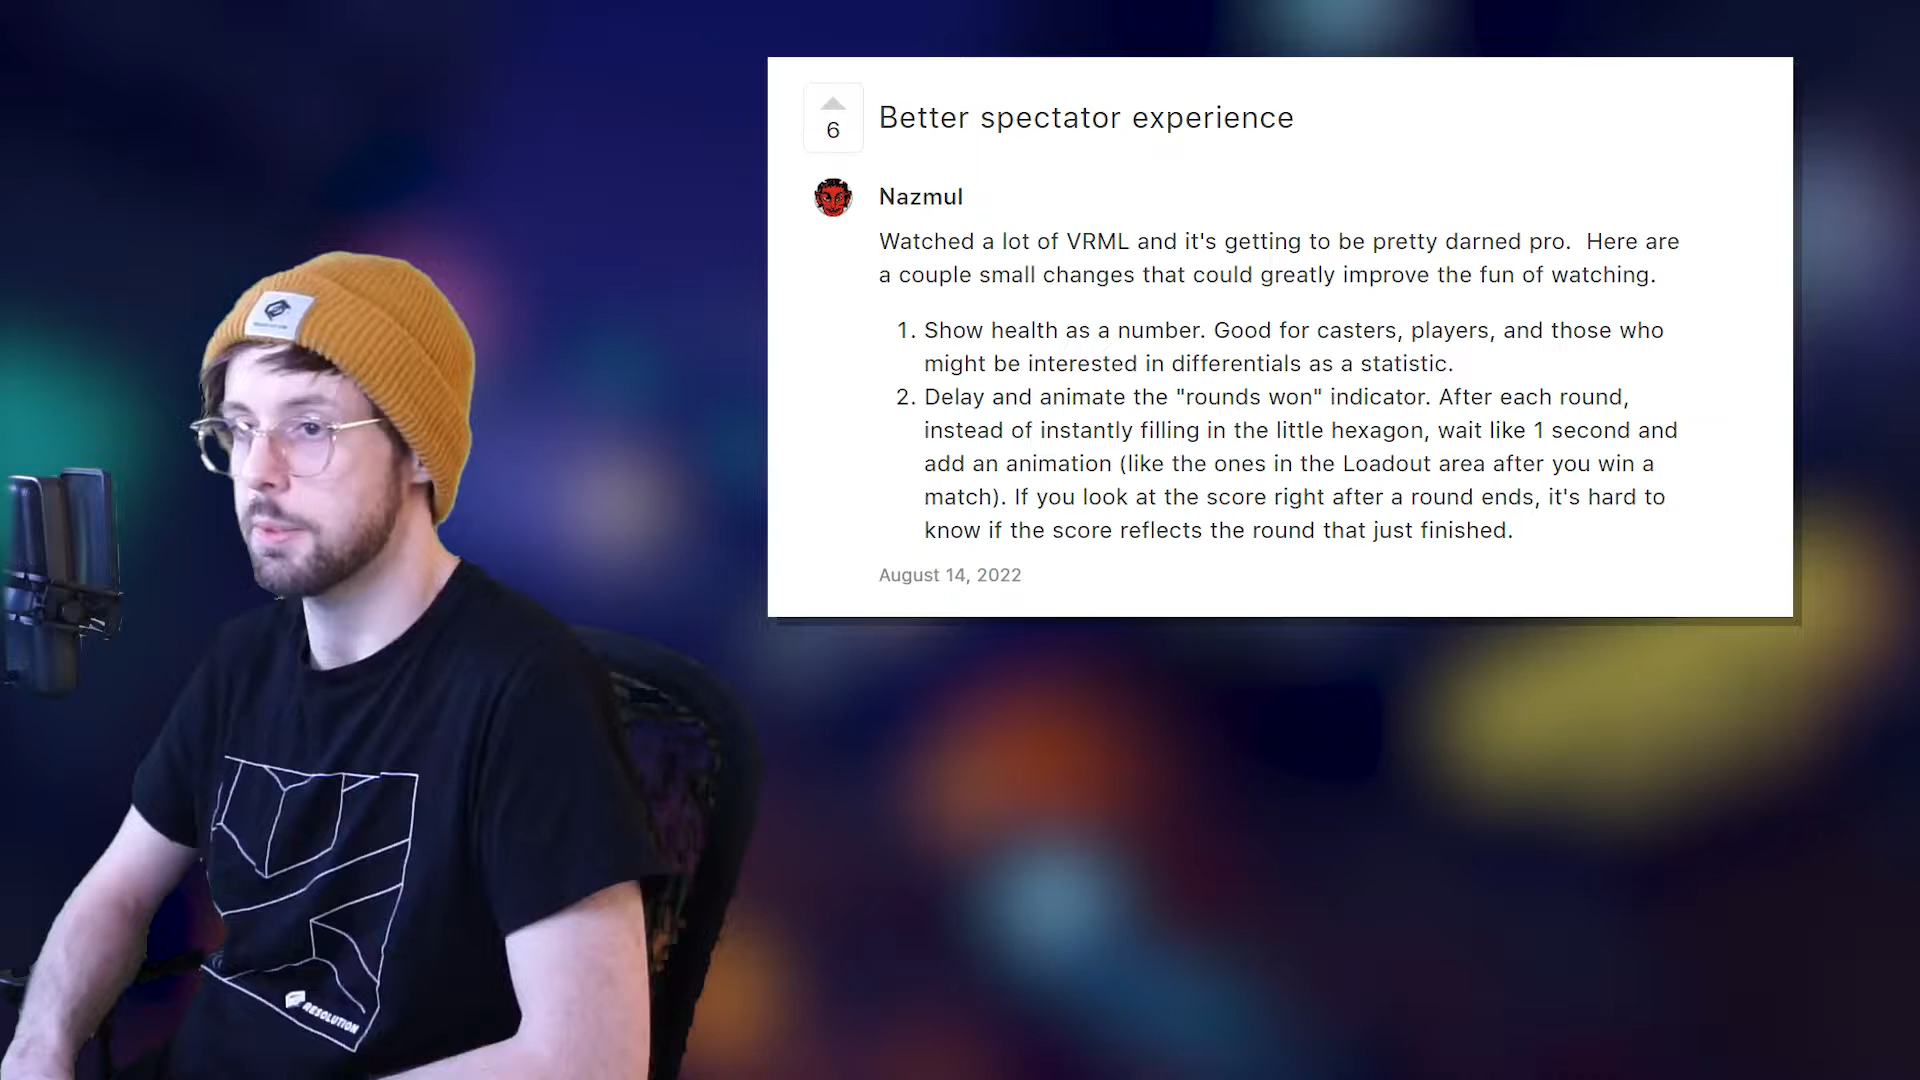 6
Better spectator experience
Nazmul
Watched a lot of VRML and it's getting to be pretty darned pro.  Here are
a couple small changes that could greatly improve the fun of watching.
1. Show health as a number. Good for casters, players, and those who
might be interested in differentials as a statistic.
2. Delay and animate the "rounds won" indicator. After each round,
instead of instantly filling in the little hexagon, wait like 1 second and
add an animation (like the ones in the Loadout area after you win a
match). If you look at the score right after a round ends, it's hard to
know if the score reflects the round that just finished.
August 14, 2022
RESOLUTION